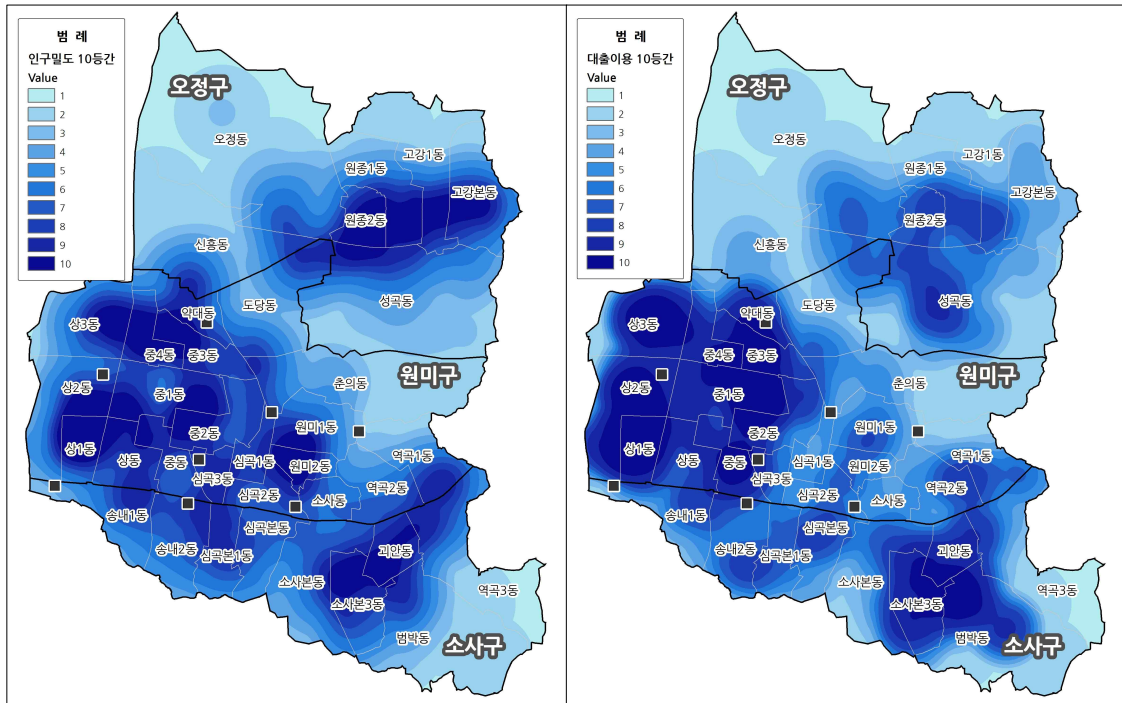 범 례
인구밀도 10등간
Value
1
2
3
4
5
6
7
8
9
10
오정구
오정동
고강1동
원종1동
고강본동
원종2동
신흥동
성곡동
도당동
약대동
상3동
중4동
중3동
원미구
상2동
춘의동
중1동
원미1동
중2동
상1동
역곡1동
상동
중동
심곡1동
원미2동
심곡3동
역곡2동
심곡2동
소사동
송내1동
심곡본동
송내2동
심곡본1동
괴안동
소사본동
역곡3동
소사본3동
범박동
소사구
범 례
대출이용 10등간
Value
1
2
3
4
5
6
7
8
9
10
오정구
오정동
고강1동
원종1동
고강본동
원종2동
신흥동
성곡동
도당동
약대동
상3동
중4동
중3동
원미구
상2동
춘의동
중1동
원미1동
중2동
상1동
역곡1동
상동
중동
심곡1동
원미2동
심곡3동
역곡2동
심곡2동
소사동
송내1동
심곡본동
송내2동
심곡본1동
괴안동
소사본동
역곡3동
소사본3동
범박동
소사구